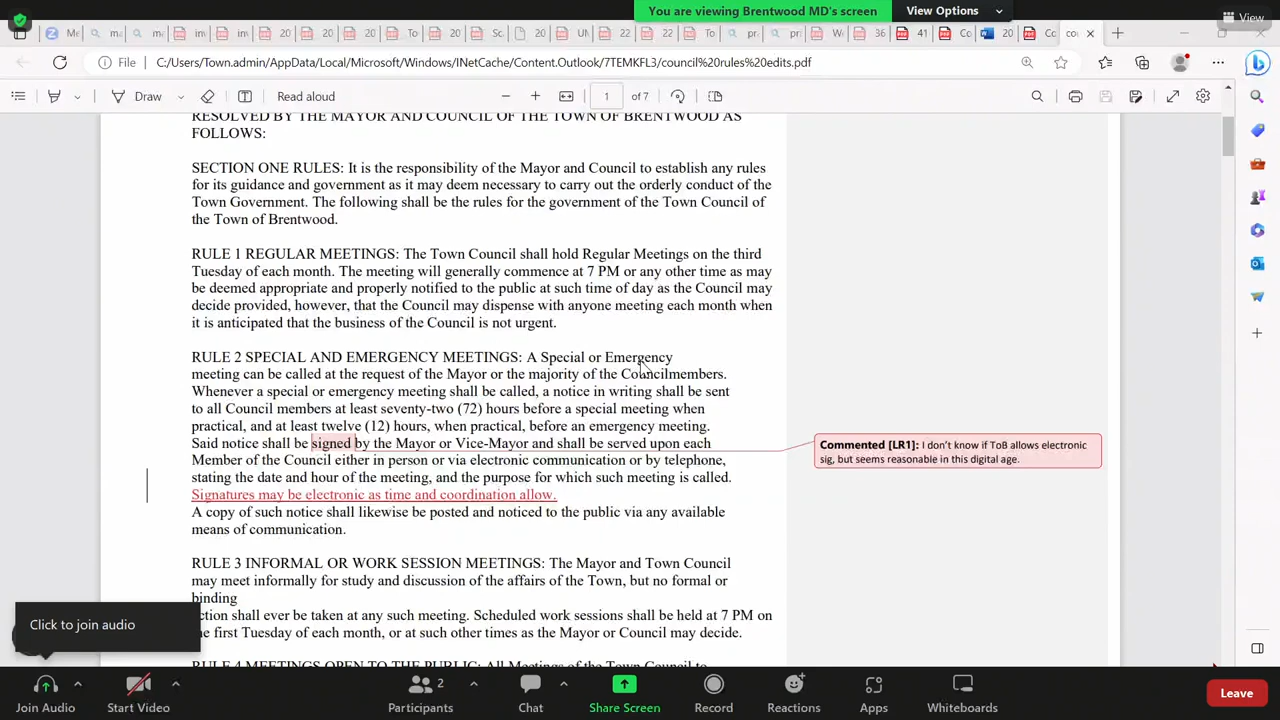 You are viewing Brentwood MD's screen
View Options
View
File
C:/Users/Town.admin/AppData/Local/Microsoft/Windows/INetCache/Content.Outlook/7TEMKFL3/council%20rules%20edits.pdf
Draw
Read aloud
1
of 7
RESOLVED BY THE MAYOR AND COUNCIL OF THE TOWN OF BRENTWOOD AS
FOLLOWS:
SECTION ONE RULES: It is the responsibility of the Mayor and Council to establish any rules
for its guidance and government as it may deem necessary to carry out the orderly conduct of the
Town Government. The following shall be the rules for the government of the Town Council of
the Town of Brentwood.
RULE 1 REGULAR MEETINGS: The Town Council shall hold Regular Meetings on the third
Tuesday of each month. The meeting will generally commence at 7 PM or any other time as may
be deemed appropriate and properly notified to the public at such time of day as the Council may
decide provided, however, that the Council may dispense with anyone meeting each month when
it is anticipated that the business of the Council is not urgent.
RULE 2 SPECIAL AND EMERGENCY MEETINGS: A Special or Emergency
meeting can be called at the request of the Mayor or the majority of the Councilmembers.
Whenever a special or emergency meeting shall be called, a notice in writing shall be sent
to all Council members at least seventy-two (72) hours before a special meeting when
practical, and at least twelve (12) hours, when practical, before an emergency meeting.
Said notice shall be signed by the Mayor or Vice-Mayor and shall be served upon each
Member of the Council either in person or via electronic communication or by telephone,
stating the date and hour of the meeting, and the purpose for which such meeting is called.
Signatures may be electronic as time and coordination allow.
A copy of such notice shall likewise be posted and noticed to the public via any available
means of communication.
Commented [LR1]: I don't know if ToB allows electronic
sig, but seems reasonable in this digital age.
RULE 3 INFORMAL OR WORK SESSION MEETINGS: The Mayor and Town Council
may meet informally for study and discussion of the affairs of the Town, but no formal or
binding
ction shall ever be taken at any such meeting. Scheduled work sessions shall be held at 7 PM on
e first Tuesday of each month, or at such other times as the Mayor or Council may decide.
RULE 4 MEETINGS OPEN TO THE PUBLIC: All Meetings of the Town Council to
Click to join audio
Join Audio
Start Video
Participants
2
Chat
Share Screen
Record
Reactions
Apps
Whiteboards
Leave